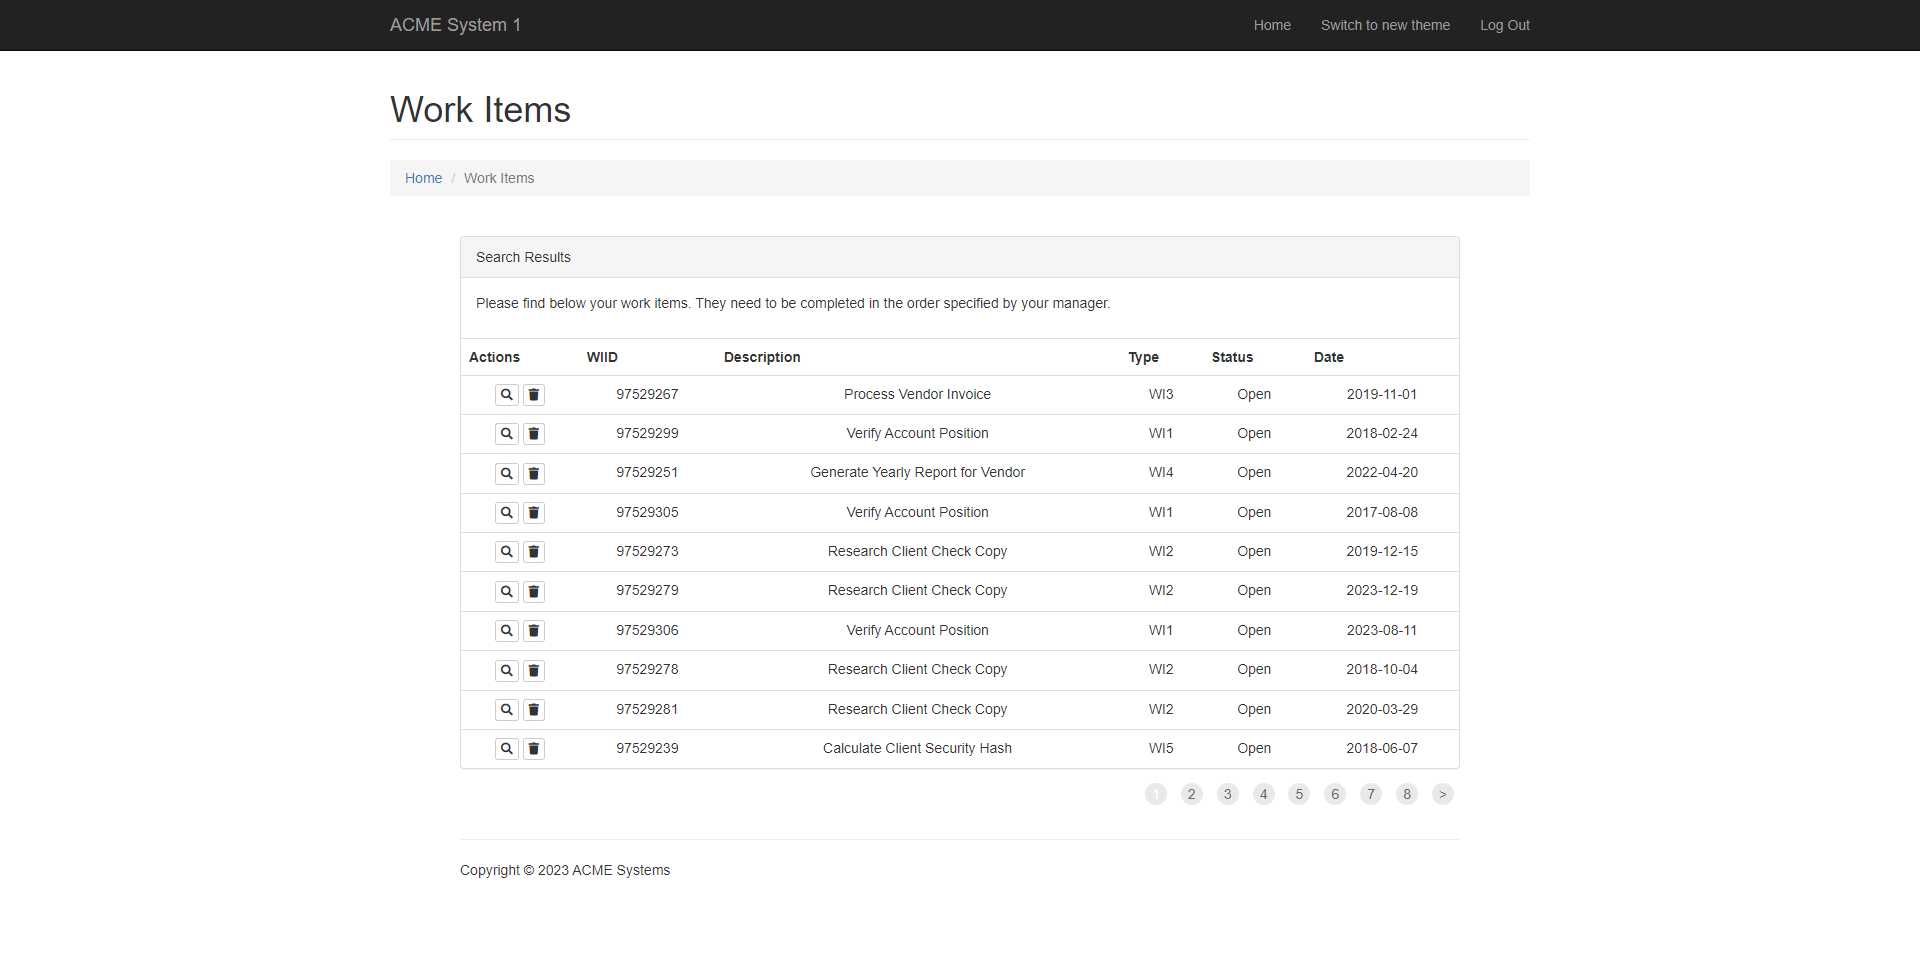 ACME System 1 Home Switch to new theme Log Out
Work Items
Home / Work Items
Search Results
Please find below your work items. They need to be completed in the order specified by your manager.
Actions WIID Description Type Status Date
97529267 Process Vendor Invoice WI3 Open 2019-11-01
97529299 Verify Account Position WI1 Open 2018-02-24
97529251 Generate Yearly Report for Vendor WI4 Open 2022-04-20
97529305 Verify Account Position WI1 Open 2017-08-08
97529273 Research Client Check Copy WI2 Open 2019-12-15
97529279 Research Client Check Copy WI2 Open 2023-12-19
97529306 Verify Account Position WI1 Open 2023-08-11
97529278 Research Client Check Copy WI2 Open 2018-10-04
97529281 Research Client Check Copy WI2 Open 2020-03-29
97529239 Calculate Client Security Hash WI5 Open 2018-06-07
1 2 3 4 5 6 7 8 >
Copyright © 2023 ACME Systems